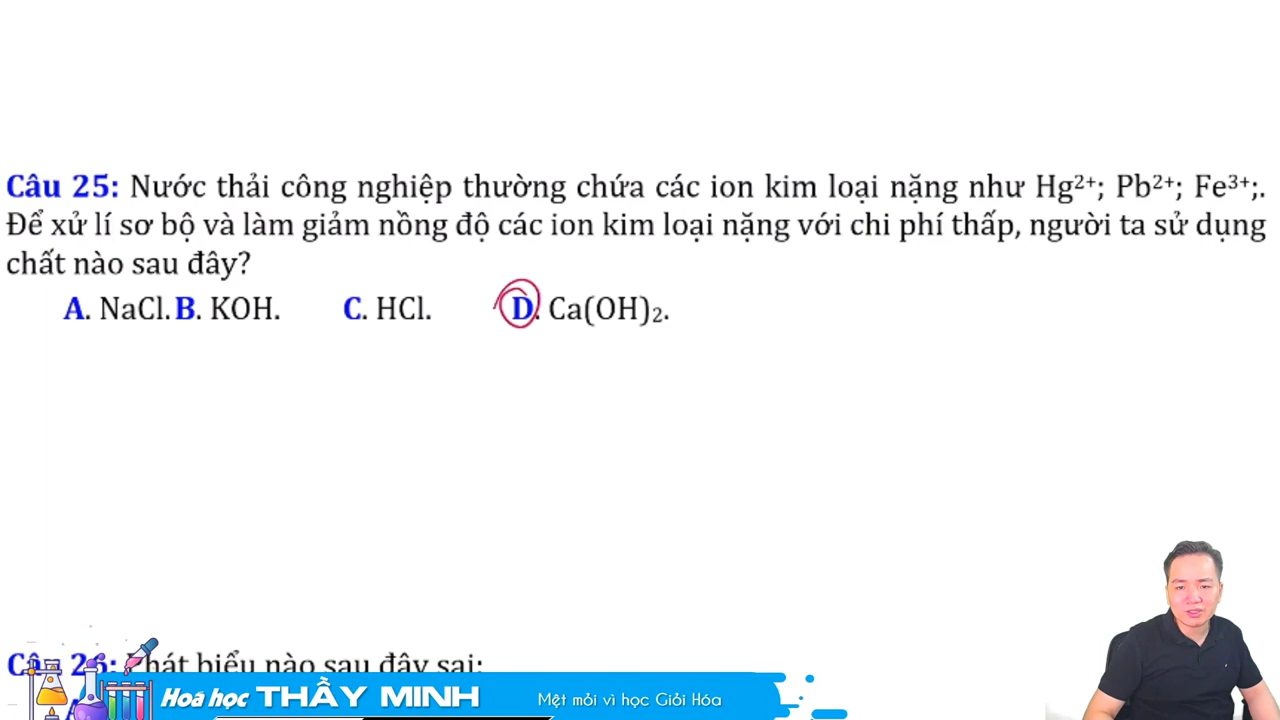 Câu 25: Nước thải công nghiệp thường chứa các ion kim loại nặng như Hg²⁺; Pb²⁺; Fe³⁺;.
Để xử lí sơ bộ và làm giảm nồng độ các ion kim loại nặng với chi phí thấp, người ta sử dụng
chất nào sau đây?
A. NaCl. B. KOH. C. HCl. D. Ca(OH)₂.
Câu 26: Phát biểu nào sau đây sai:
Hoá học THẦY MINH Mệt mỏi vì học Giỏi Hóa